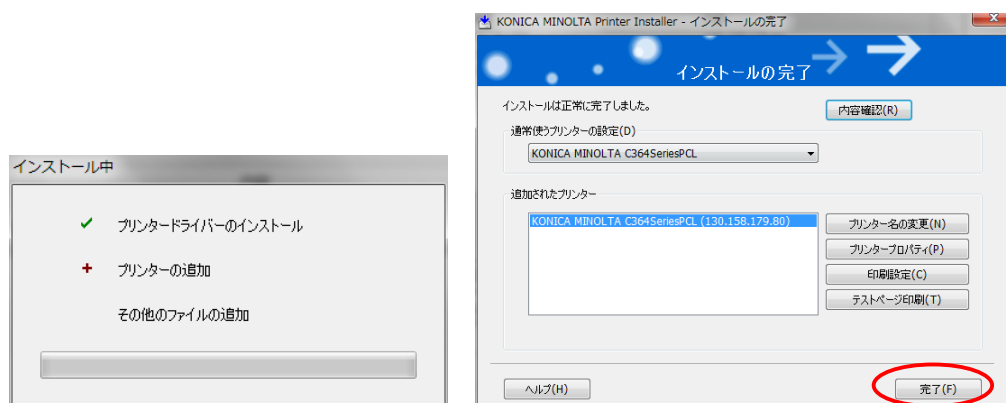 インストール中
プリンタードライバーのインストール
プリンターの追加
その他のファイルの追加
KONICA MINOLTA Printer Installer - インストールの完了
インストールの完了
インストールは正常に完了しました。
内容確認(R)
通常使うプリンターの設定(D)
KONICA MINOLTA C364SeriesPCL
追加されたプリンター
KONICA MINOLTA C364SeriesPCL (130.158.179.80)
プリンター名の変更(N)
プリンタープロパティ(P)
印刷設定(C)
テストページ印刷(T)
ヘルプ(H)
完了(F)